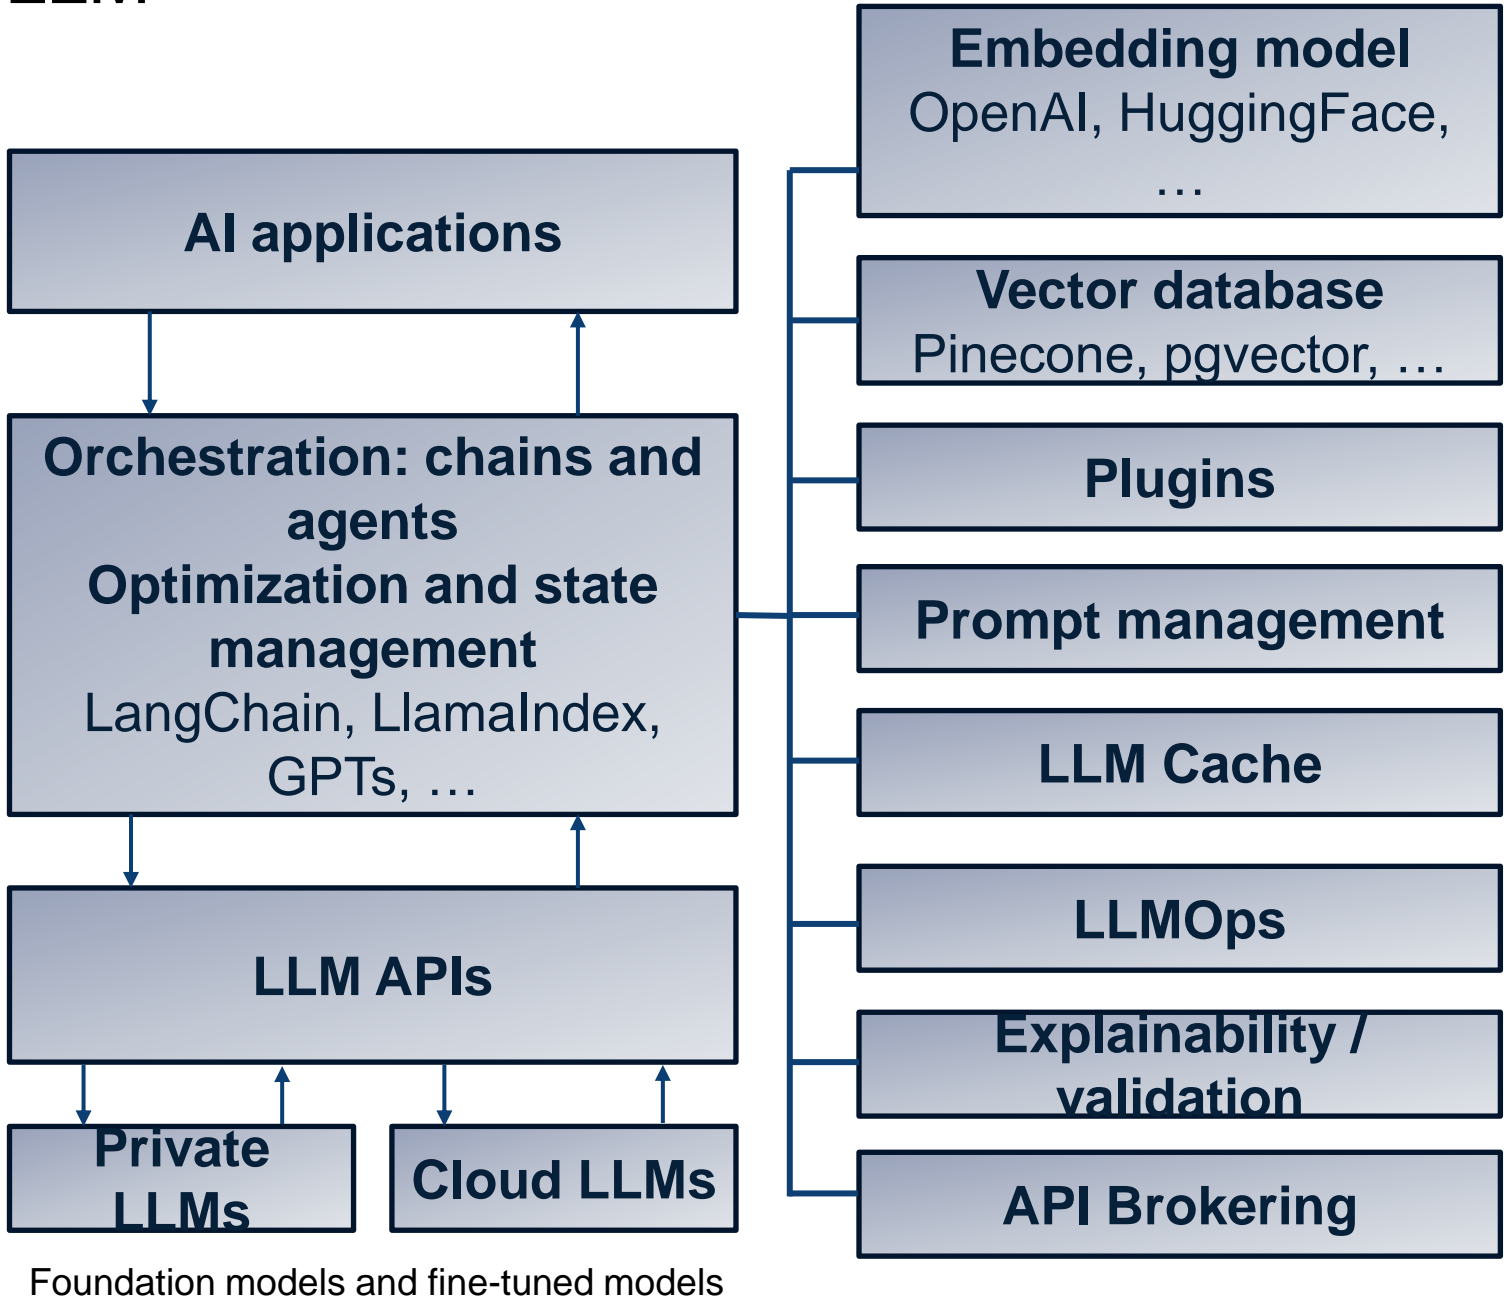 AI applications
Orchestration: chains and
agents
Optimization and state
management
LangChain, LlamaIndex,
GPTs, …
LLM APIs
Private
LLMs
Cloud LLMs
Foundation models and fine-tuned models
Embedding model
OpenAI, HuggingFace,
…
Vector database
Pinecone, pgvector, …
Plugins
Prompt management
LLM Cache
LLMOps
Explainability /
validation
API Brokering